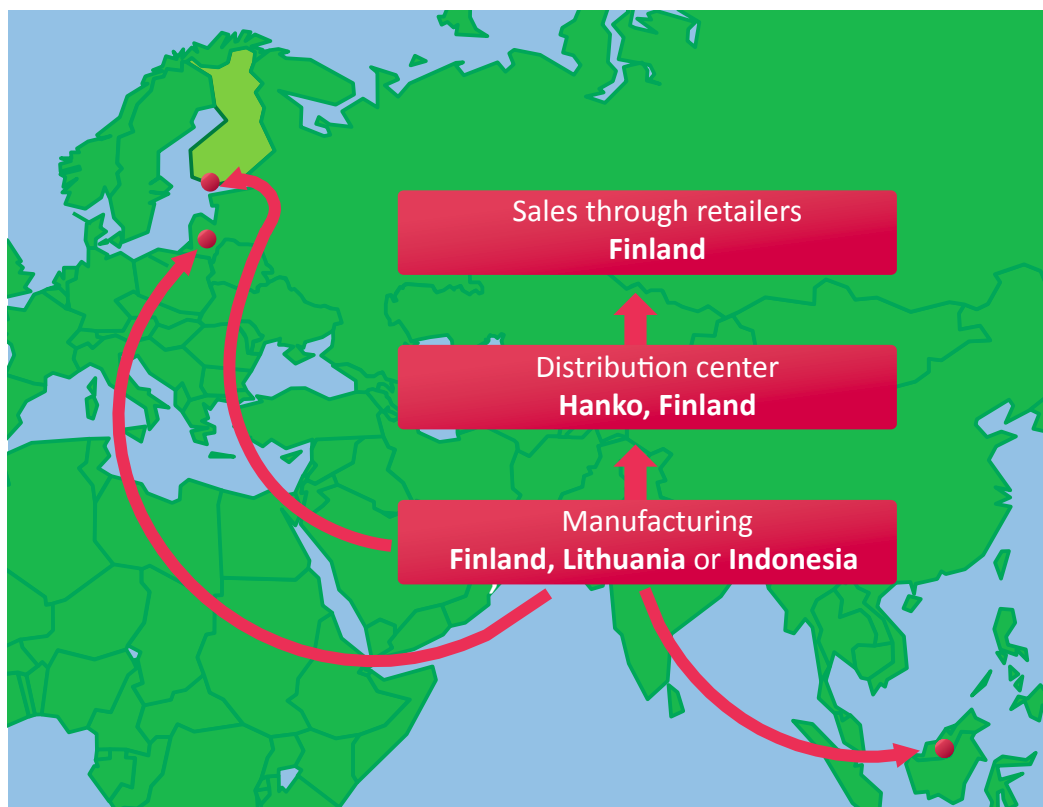 Sales through retailers
Finland
Distribution center
Hanko, Finland
Manufacturing
Finland, Lithuania or Indonesia